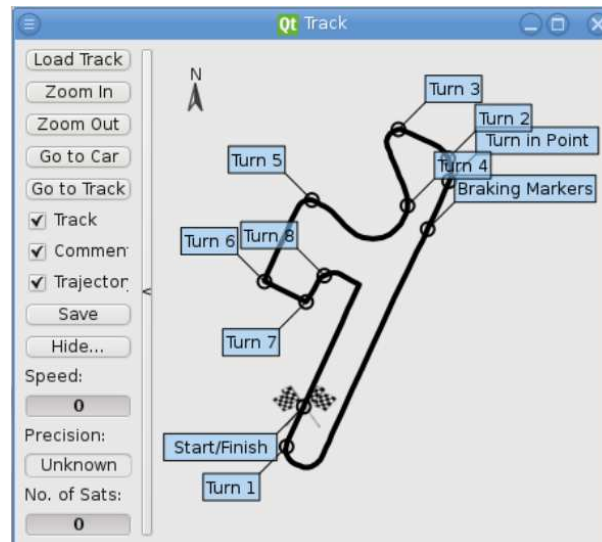 Qt Track
Load Track
Zoom In
Zoom Out
Go to Car
Go to Track
Track
Commen
Trajector
Save
Hide...
Speed:
0
Precision:
Unknown
No. of Sats:
0
<
N
Turn 3
Turn 2
Turn in Point
Turn 5
Turn 4
Braking Markers
Turn 6
Turn 8
Turn 7
Start/Finish
Turn 1